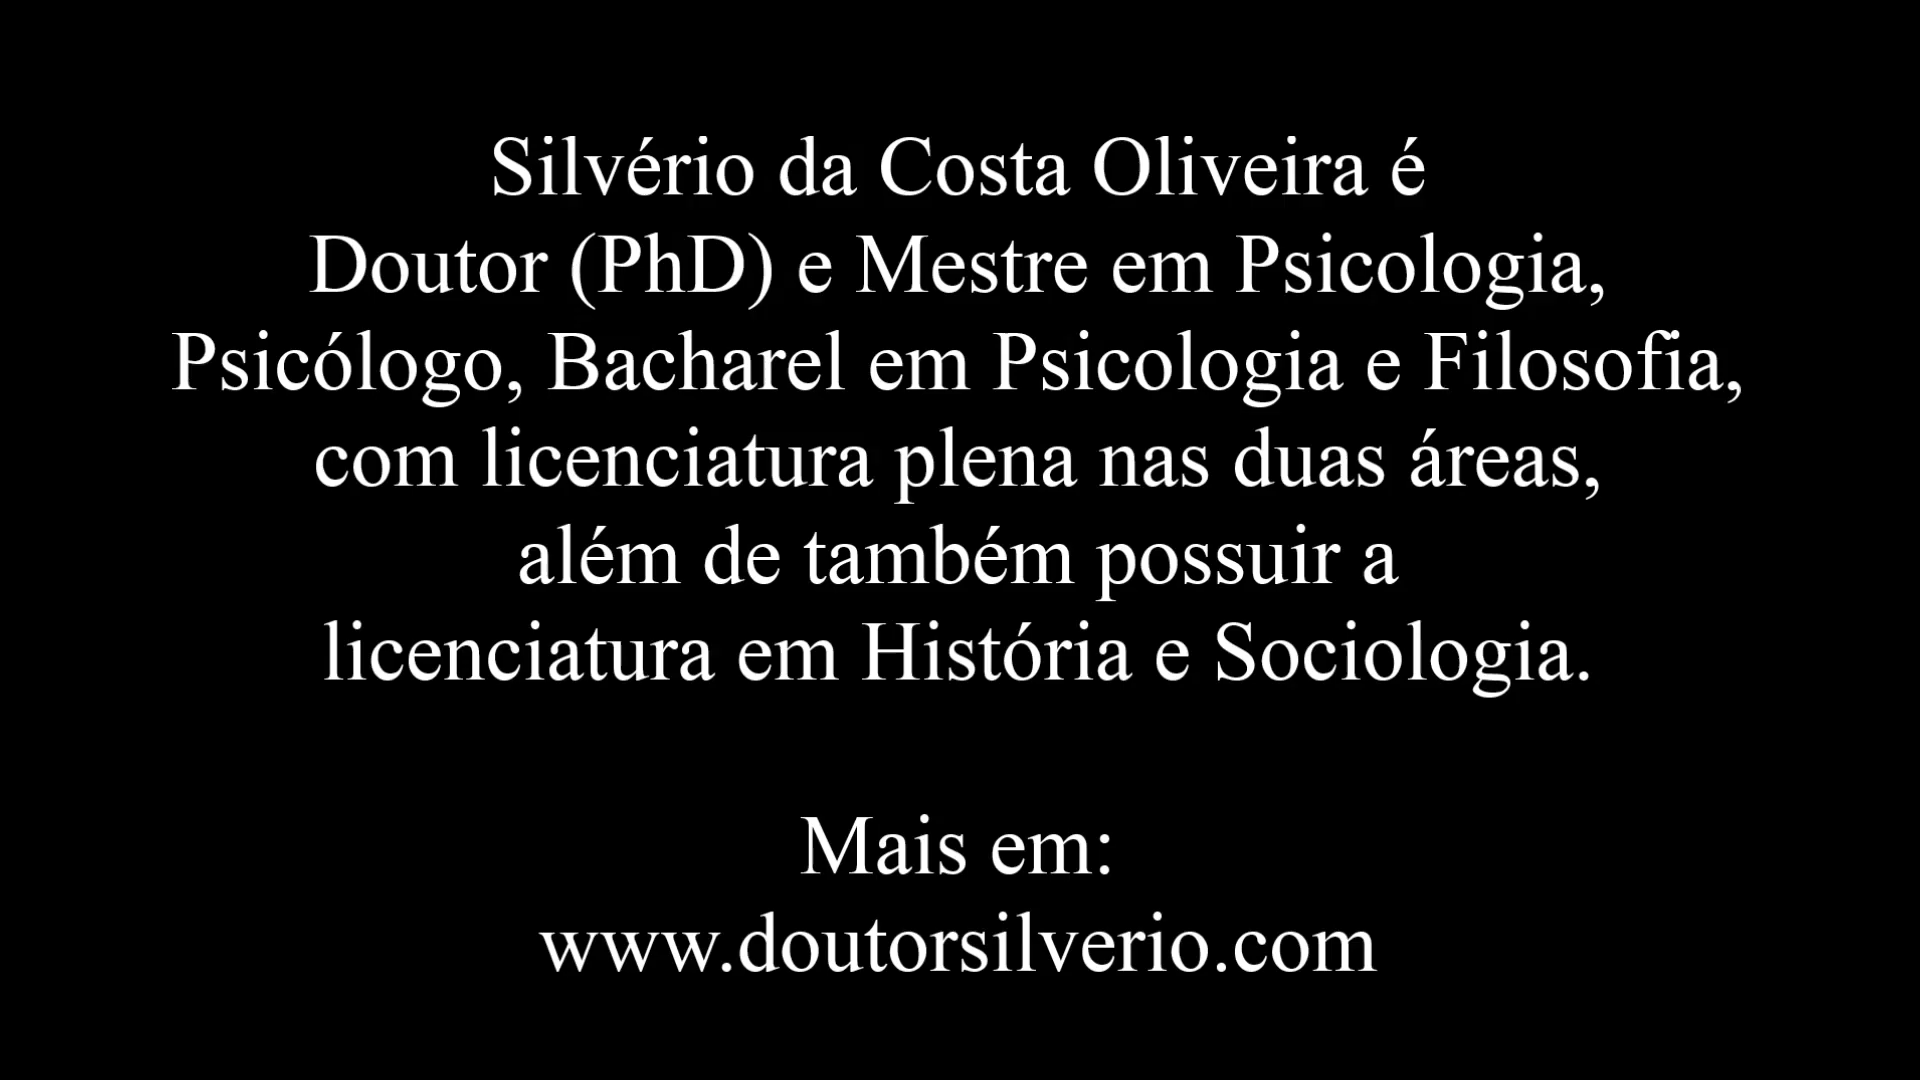 Silvério da Costa Oliveira é
Doutor (PhD) e Mestre em Psicologia,
Psicólogo, Bacharel em Psicologia e Filosofia,
com licenciatura plena nas duas áreas,
além de também possuir a
licenciatura em História e Sociologia.
Mais em:
www.doutorsilverio.com